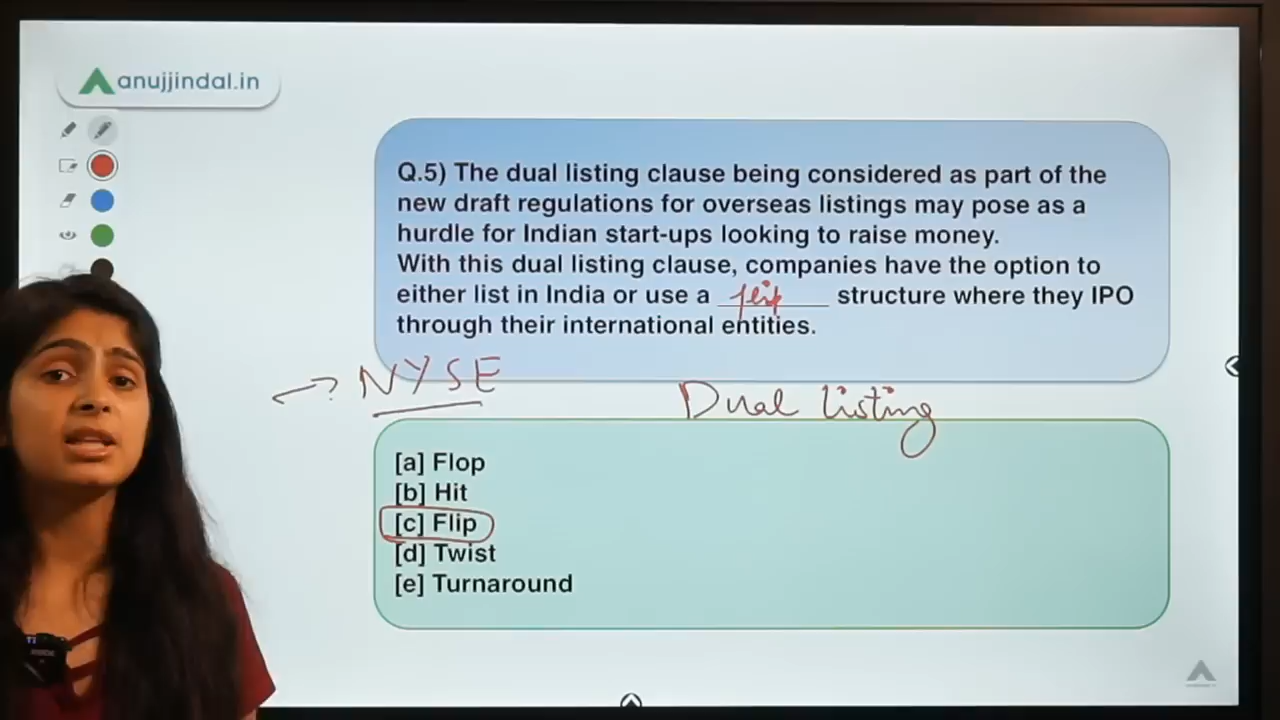 anujjindal.in
Q.5) The dual listing clause being considered as part of the
new draft regulations for overseas listings may pose as a
hurdle for Indian start-ups looking to raise money.
With this dual listing clause, companies have the option to
either list in India or use a flip structure where they IPO
through their international entities.
NYSE
Dual listing
[a] Flop
[b] Hit
[c] Flip
[d] Twist
[e] Turnaround